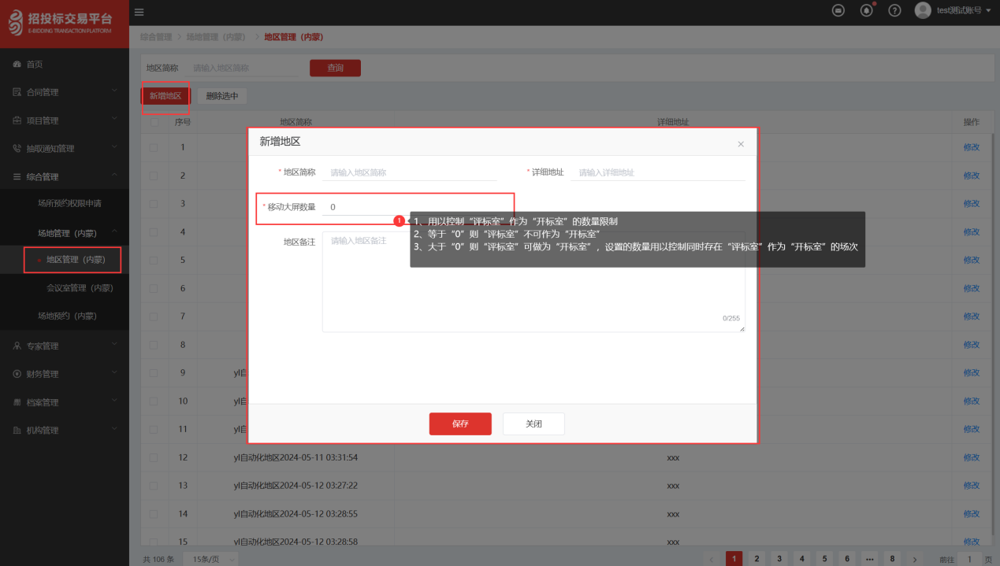 招投标交易平台
E-BIDDING TRANSACTION PLATFORM
test测试账号
首页
合同管理
项目管理
抽取通知管理
综合管理
场所预约权限申请
场地管理（内蒙）
地区管理（内蒙）
会议室管理（内蒙）
场地预约（内蒙）
专家管理
财务管理
档案管理
机构管理
综合管理 > 场地管理（内蒙） > 地区管理（内蒙）
地区简称 请输入地区简称 查询
新增地区 删除选中
序号 地区简称 详细地址 操作
1 修改
2 修改
3 修改
4 修改
5 修改
6 修改
7 修改
8 修改
9 yl自 修改
10 yl自 修改
11 yl自 修改
12 yl自动化地区2024-05-11 03:31:54 xxx 修改
13 yl自动化地区2024-05-12 03:27:22 xxx 修改
14 yl自动化地区2024-05-12 03:28:55 xxx 修改
15 yl自动化地区2024-05-12 03:28:58 xxx 修改
共 106 条 15条/页 < 1 2 3 4 5 6 ··· 8 > 前往 1 页
新增地区 ×
* 地区简称 请输入地区简称 * 详细地址 请输入详细地址
* 移动大屏数量 0
1
1、用以控制“评标室”作为“开标室”的数量限制
2、等于“0”则“评标室”不可作为“开标室”
3、大于“0”则“评标室”可做为“开标室”，设置的数量用以控制同时存在“评标室”作为“开标室”的场次
地区备注 请输入地区备注
0/255
保存 关闭